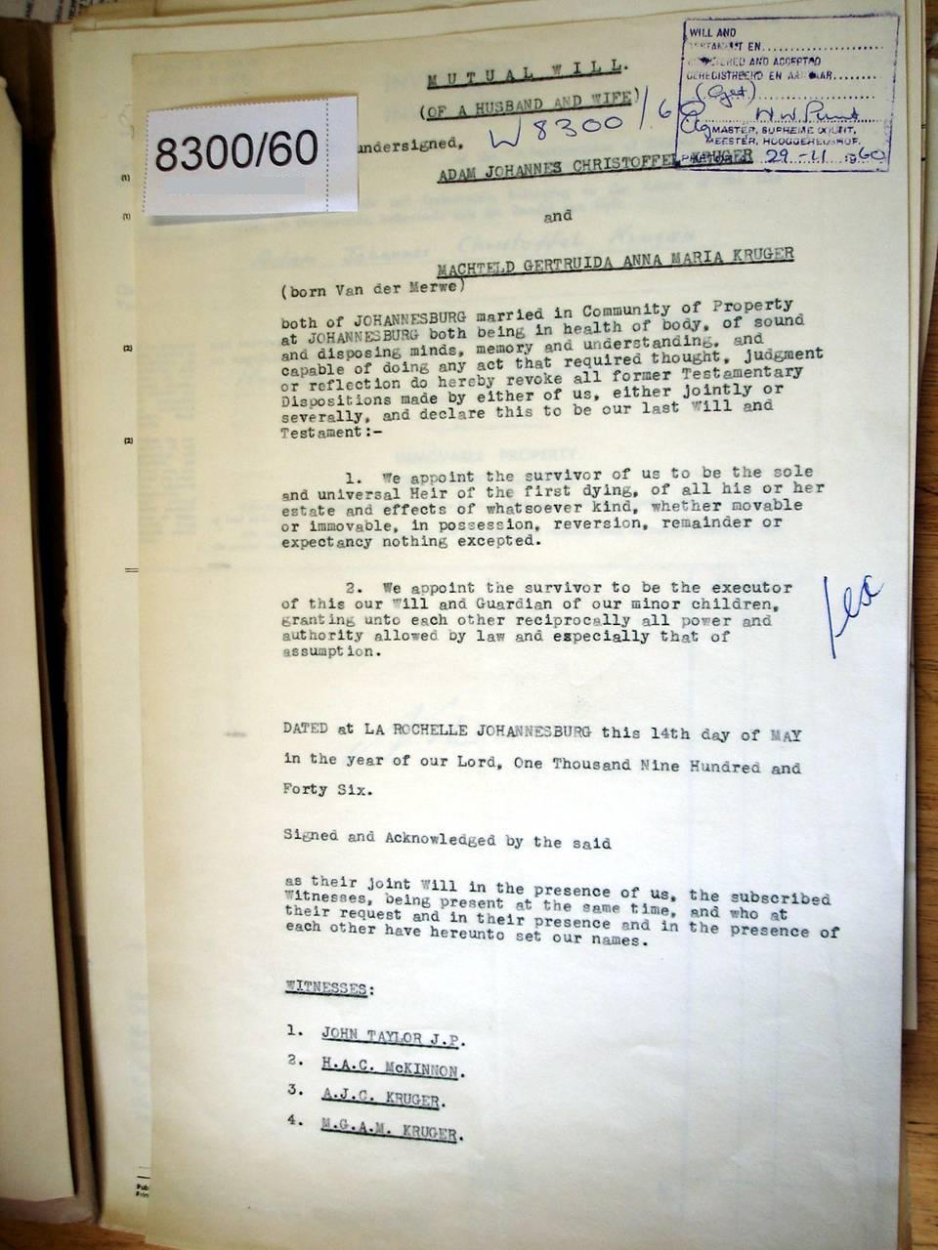 MUTUAL WILL.
(OF A HUSBAND AND WIFE)
W 8300/60
8300/60
undersigned,
WILL AND
TESTAMENT EN
REGISTERED AND ACCEPTED
GEREGISTREERD EN
MASTER, SUPREME COURT,
MEESTER, HOOGGEREGSHOF,
29-11-1960
ADAM JOHANNES CHRISTOFFEL KRUGER
and
MACHTELD GERTRUIDA ANNA MARIA KRUGER
(born Van der Merwe)
both of JOHANNESBURG married in Community of Property
at JOHANNESBURG both being in health of body, of sound
and disposing minds, memory and understanding, and
capable of doing any act that required thought, judgment
or reflection do hereby revoke all former Testamentary
Dispositions made by either of us, either jointly or
severally, and declare this to be our last Will and
Testament:-
1. We appoint the survivor of us to be the sole
and universal Heir of the first dying, of all his or her
estate and effects of whatsoever kind, whether movable
or immovable, in possession, reversion, remainder or
expectancy nothing excepted.
2. We appoint the survivor to be the executor
of this our Will and Guardian of our minor children,
granting unto each other reciprocally all power and
authority allowed by law and especially that of
assumption.
DATED at LA ROCHELLE JOHANNESBURG this 14th day of MAY
in the year of our Lord, One Thousand Nine Hundred and
Forty Six.
Signed and Acknowledged by the said
as their joint Will in the presence of us, the subscribed
Witnesses, being present at the same time, and who at
their request and in their presence and in the presence of
each other have hereunto set our names.
WITNESSES:
1. JOHN TAYLOR J.P.
2. H.A.C. McKINNON.
3. A.J.C. KRUGER.
4. M.G.A.M. KRUGER.